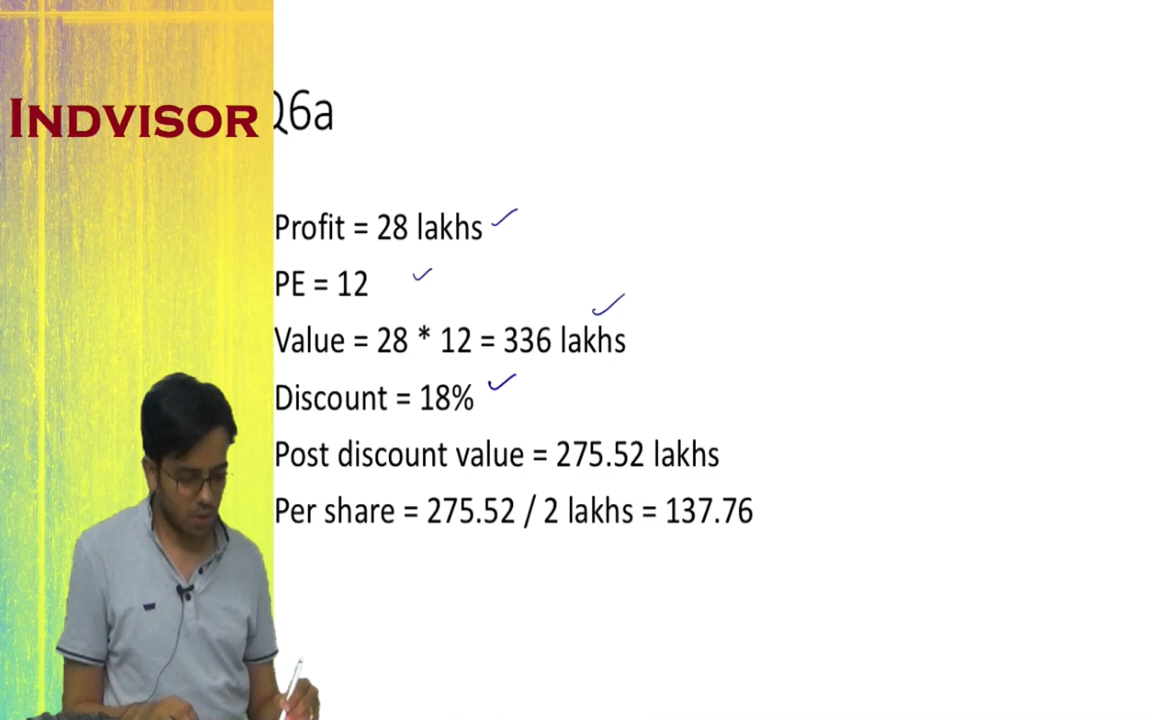 INDVISOR
Q6a
Profit = 28 lakhs
PE = 12
Value = 28 * 12 = 336 lakhs
Discount = 18%
Post discount value = 275.52 lakhs
Per share = 275.52 / 2 lakhs = 137.76